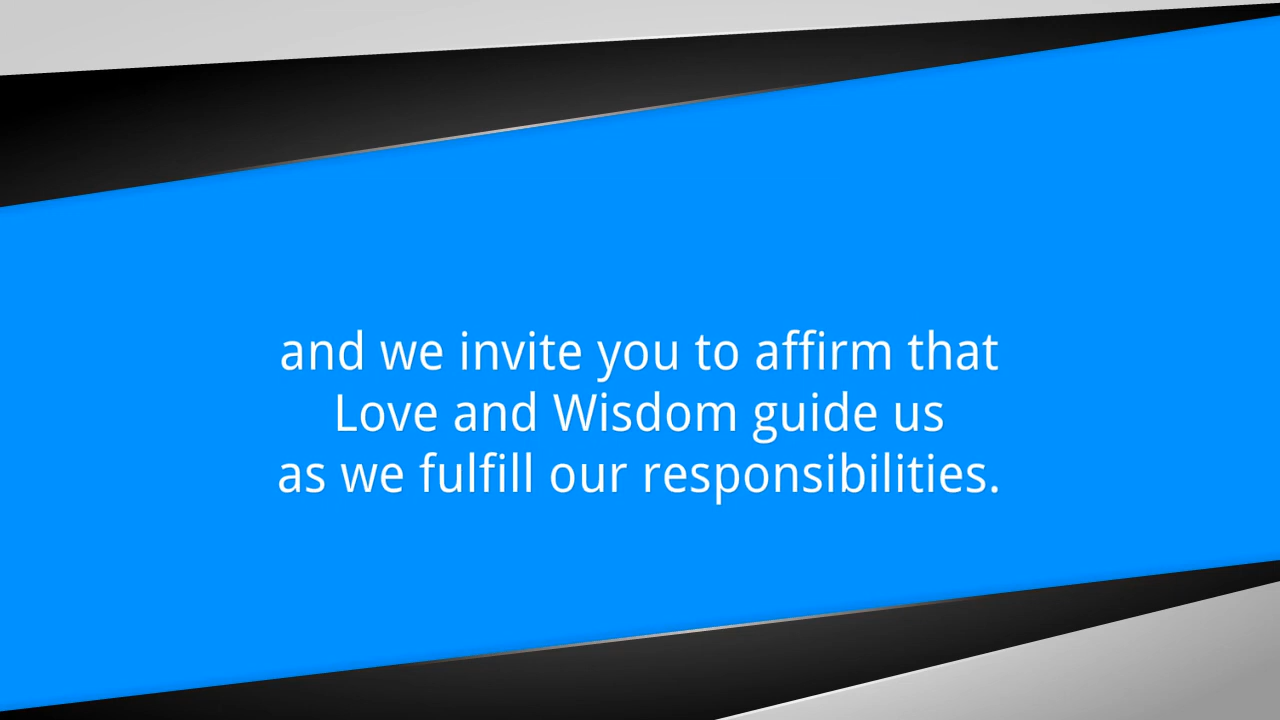 and we invite you to affirm that
Love and Wisdom guide us
as we fulfill our responsibilities.